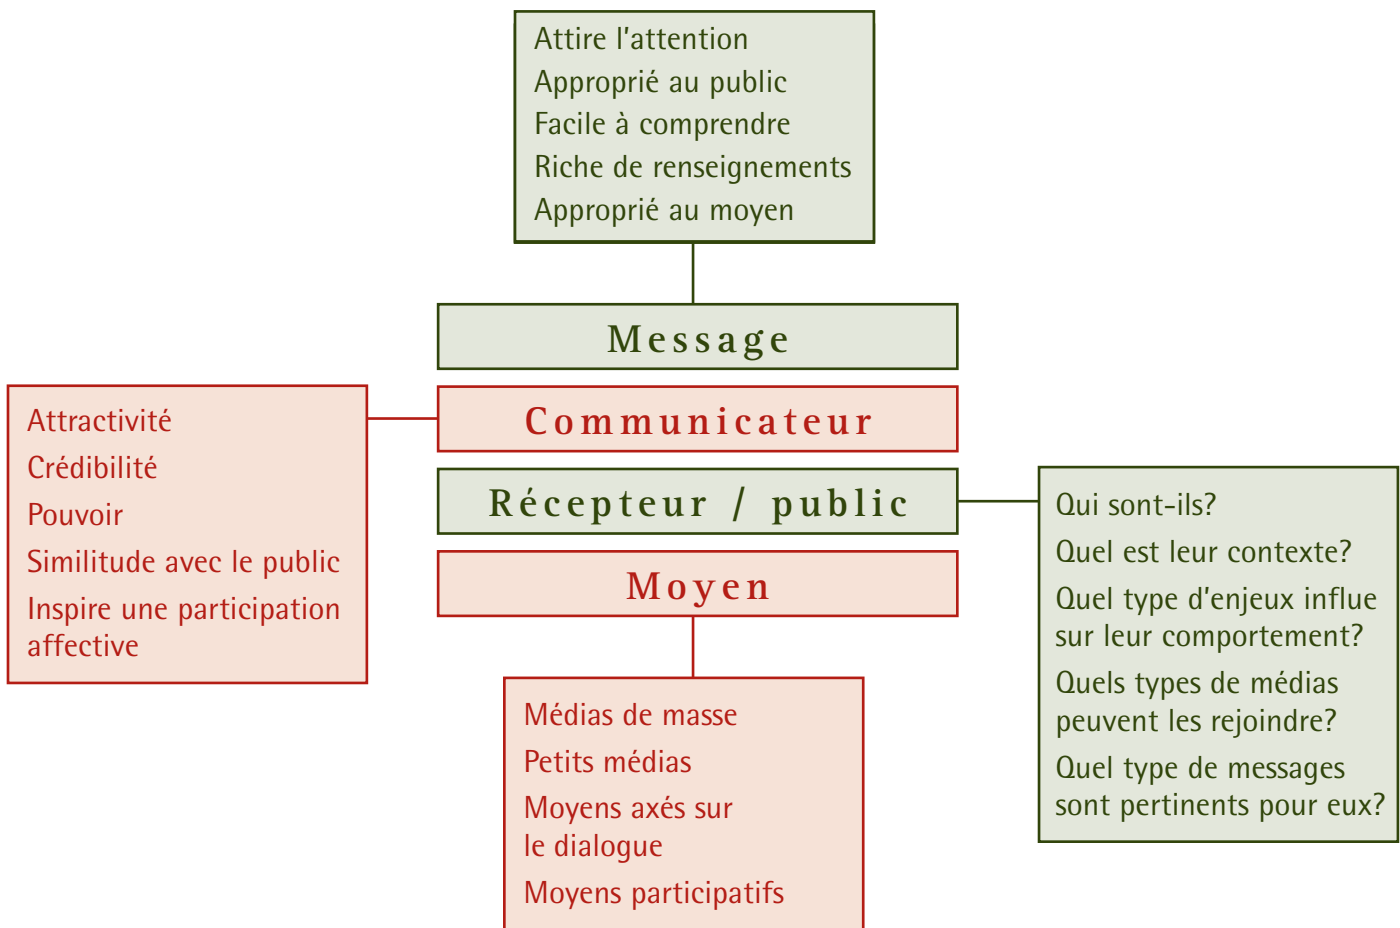 Attire l'attention
Approprié au public
Facile à comprendre
Riche de renseignements
Approprié au moyen
Message
Communicateur
Récepteur / public
Moyen
Attractivité
Crédibilité
Pouvoir
Similitude avec le public
Inspire une participation
affective
Qui sont-ils?
Quel est leur contexte?
Quel type d'enjeux influe
sur leur comportement?
Quels types de médias
peuvent les rejoindre?
Quel type de messages
sont pertinents pour eux?
Médias de masse
Petits médias
Moyens axés sur
le dialogue
Moyens participatifs